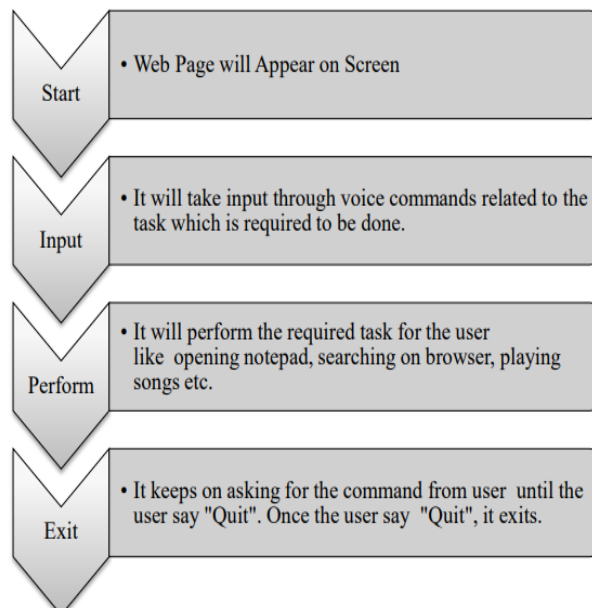 Start
• Web Page will Appear on Screen
Input
• It will take input through voice commands related to the
task which is required to be done.
Perform
• It will perform the required task for the user
like opening notepad, searching on browser, playing
songs etc.
Exit
• It keeps on asking for the command from user until the
user say "Quit". Once the user say "Quit", it exits.